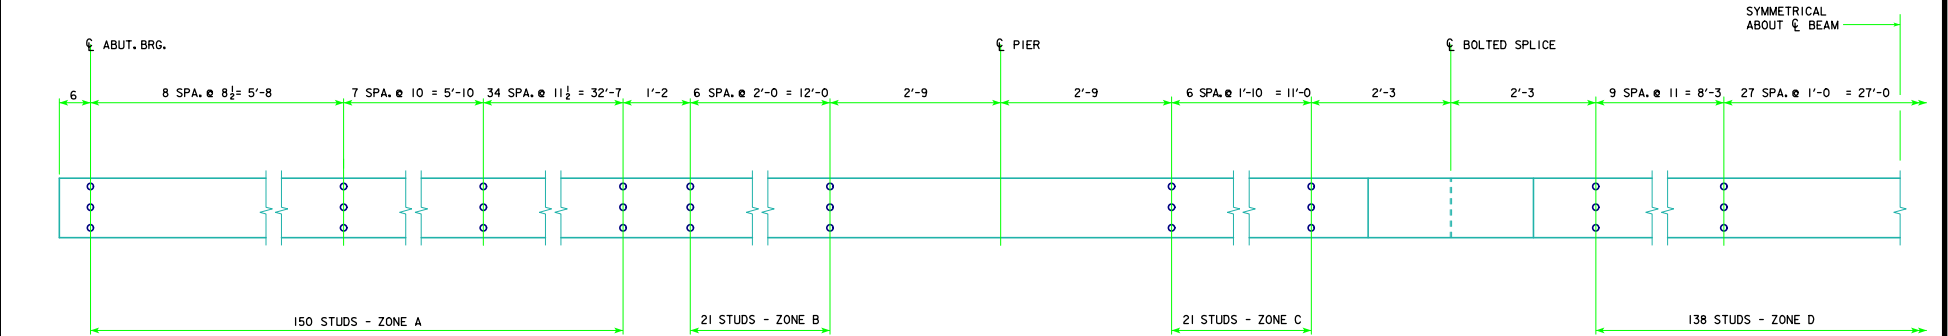 SYMMETRICAL
ABOUT ℄ BEAM
℄ ABUT. BRG.
℄ PIER
℄ BOLTED SPLICE
6
8 SPA. @ 8½= 5'-8
7 SPA. @ 10 = 5'-10
34 SPA. @ 11½ = 32'-7
1'-2
6 SPA. @ 2'-0 = 12'-0
2'-9
2'-9
6 SPA. @ 1'-10 = 11'-0
2'-3
2'-3
9 SPA. @ 11 = 8'-3
27 SPA. @ 1'-0 = 27'-0
150 STUDS - ZONE A
21 STUDS - ZONE B
21 STUDS - ZONE C
138 STUDS - ZONE D